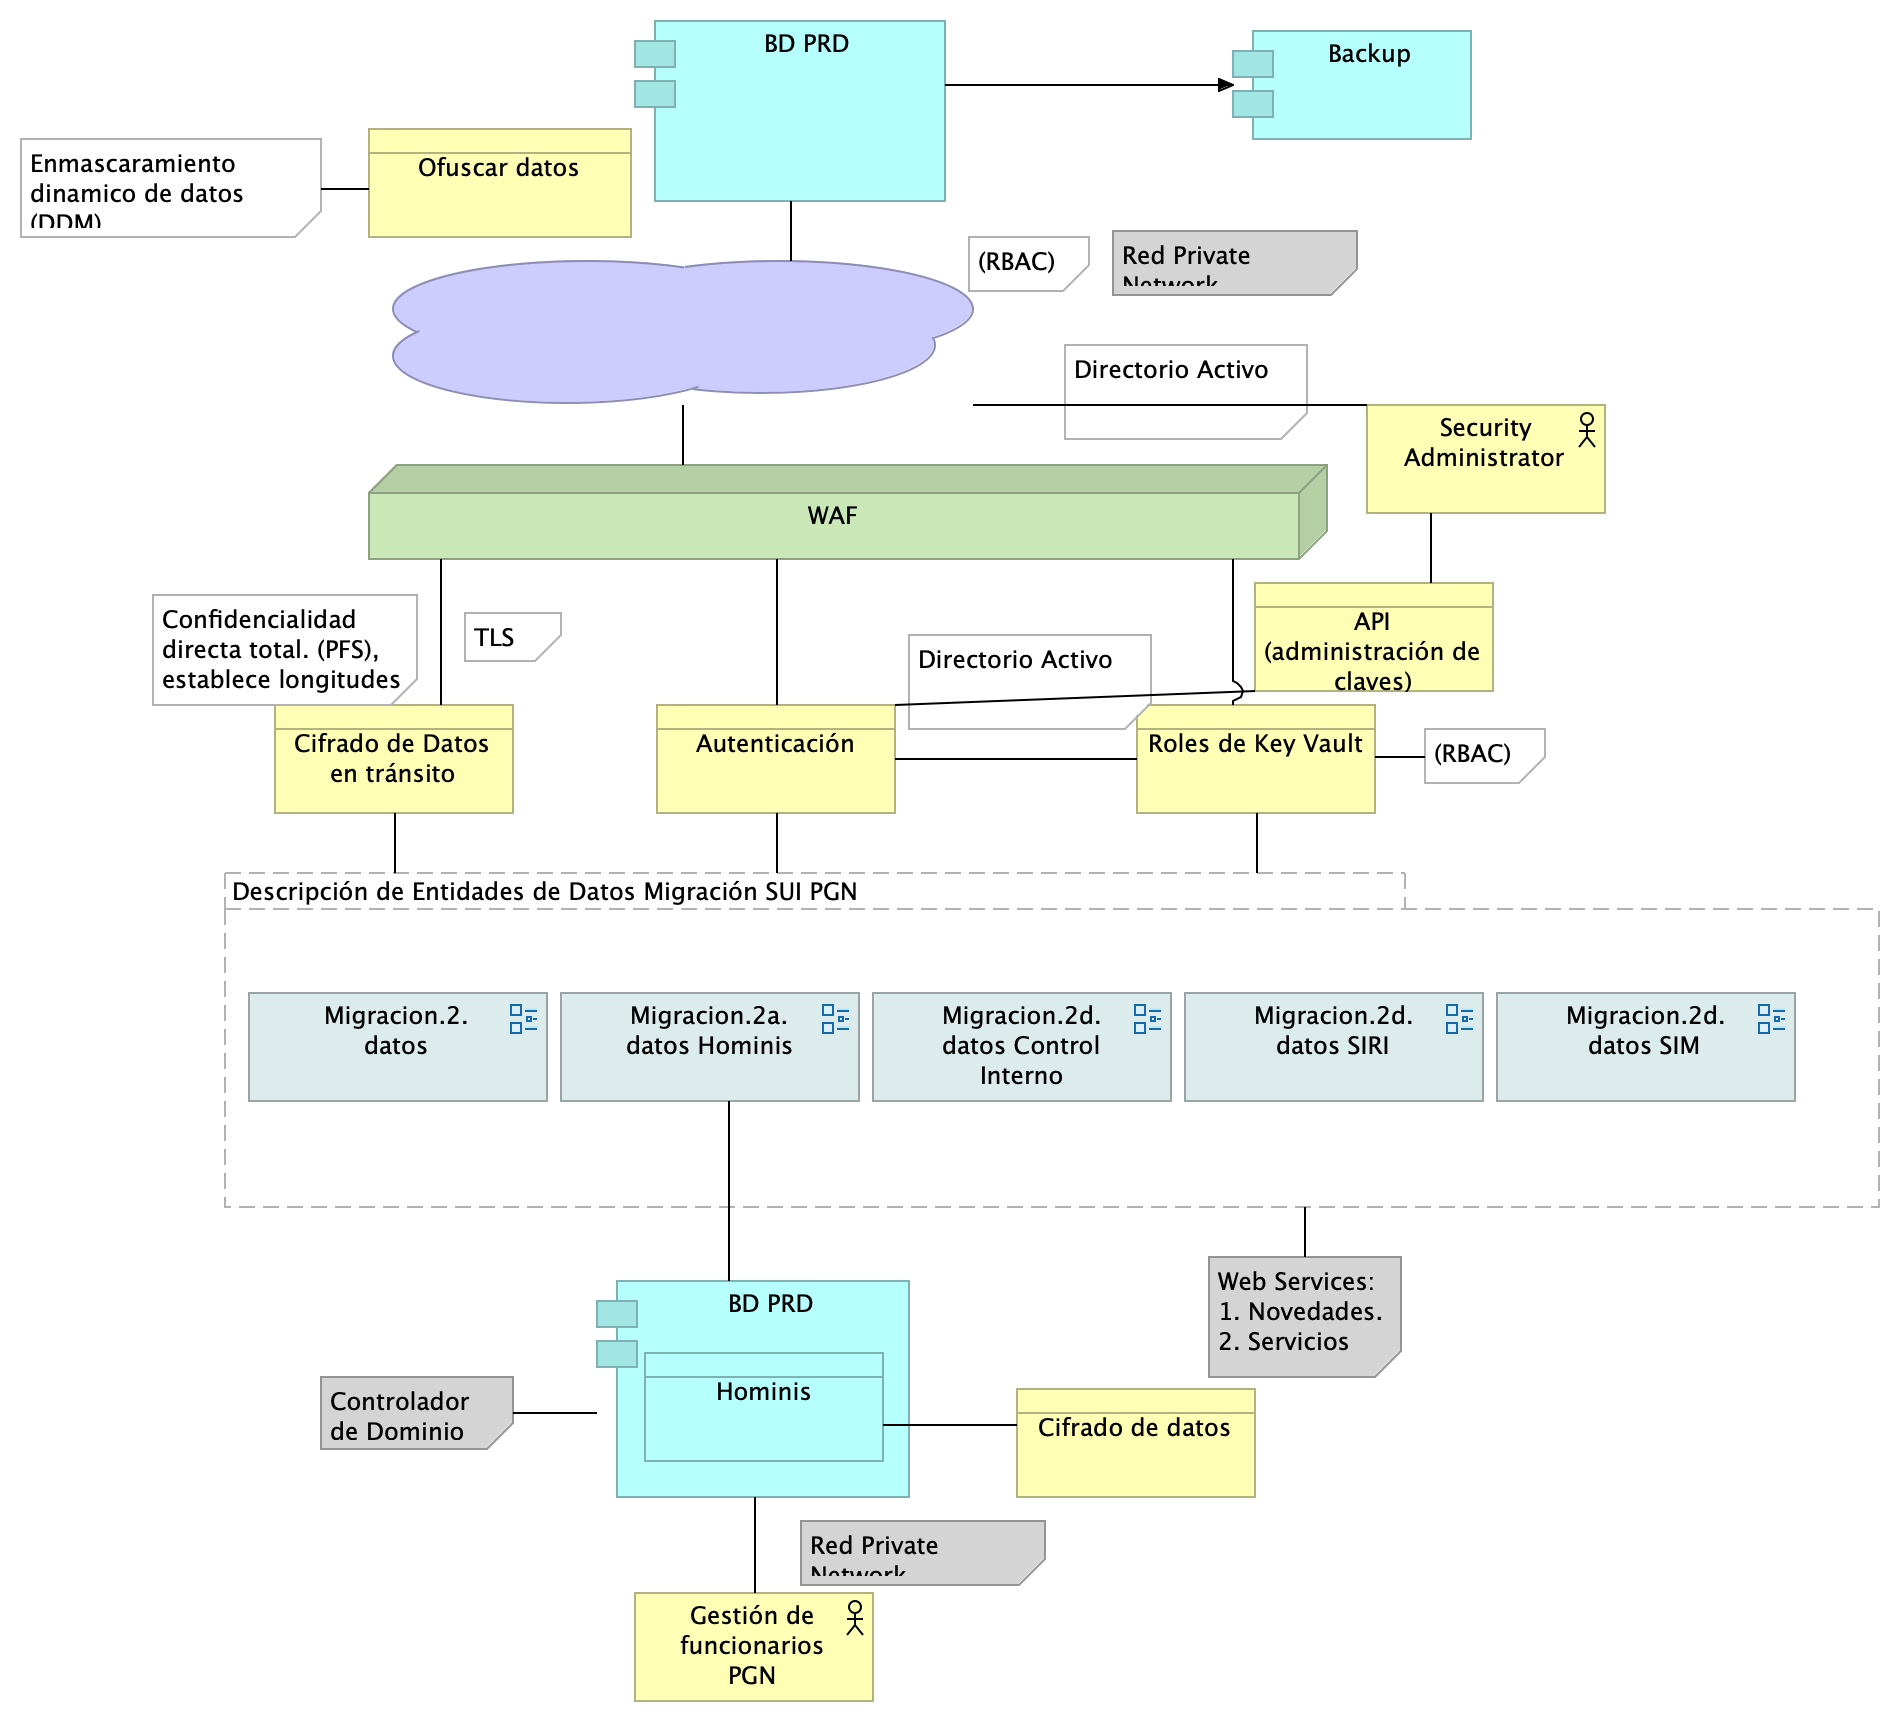 BD PRD
Backup
Enmascaramiento
dinamico de datos
(DDM)
Ofuscar datos
(RBAC)
Red Private
Network
Directorio Activo
Security
Administrator
WAF
Confidencialidad
directa total. (PFS),
establece longitudes
TLS
API
(administración de
claves)
Directorio Activo
Cifrado de Datos
en tránsito
Autenticación
Roles de Key Vault
(RBAC)
Descripción de Entidades de Datos Migración SUI PGN
Migracion.2.
datos
Migracion.2a.
datos Hominis
Migracion.2d.
datos Control
Interno
Migracion.2d.
datos SIRI
Migracion.2d.
datos SIM
Web Services:
1. Novedades.
2. Servicios
BD PRD
Hominis
Controlador
de Dominio
Cifrado de datos
Red Private
Network
Gestión de
funcionarios
PGN